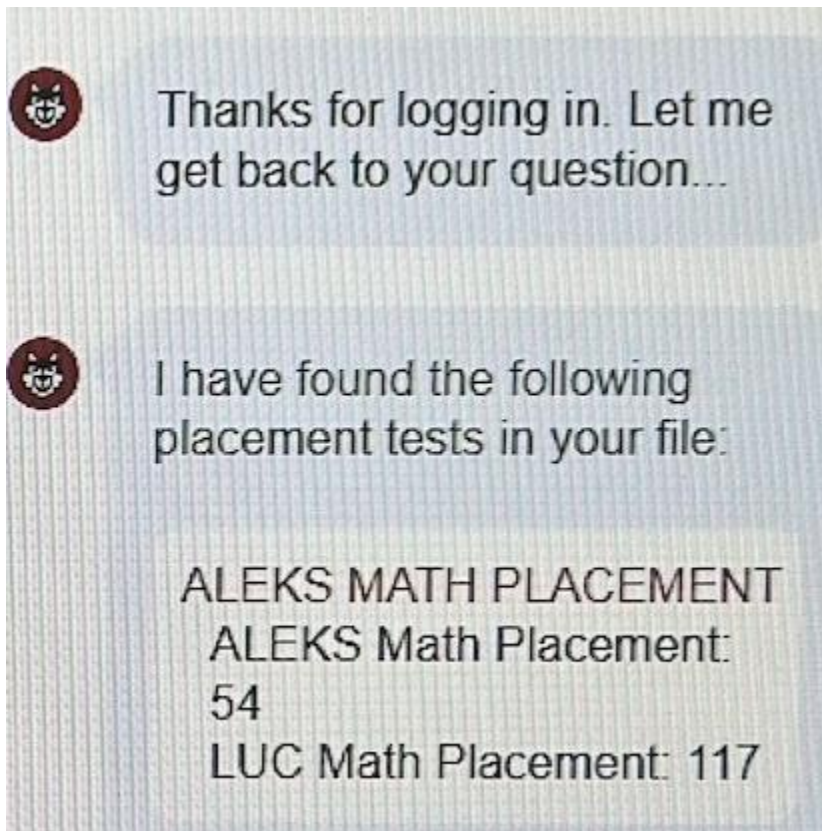 Thanks for logging in. Let me
get back to your question...
I have found the following
placement tests in your file:
ALEKS MATH PLACEMENT
ALEKS Math Placement:
54
LUC Math Placement: 117